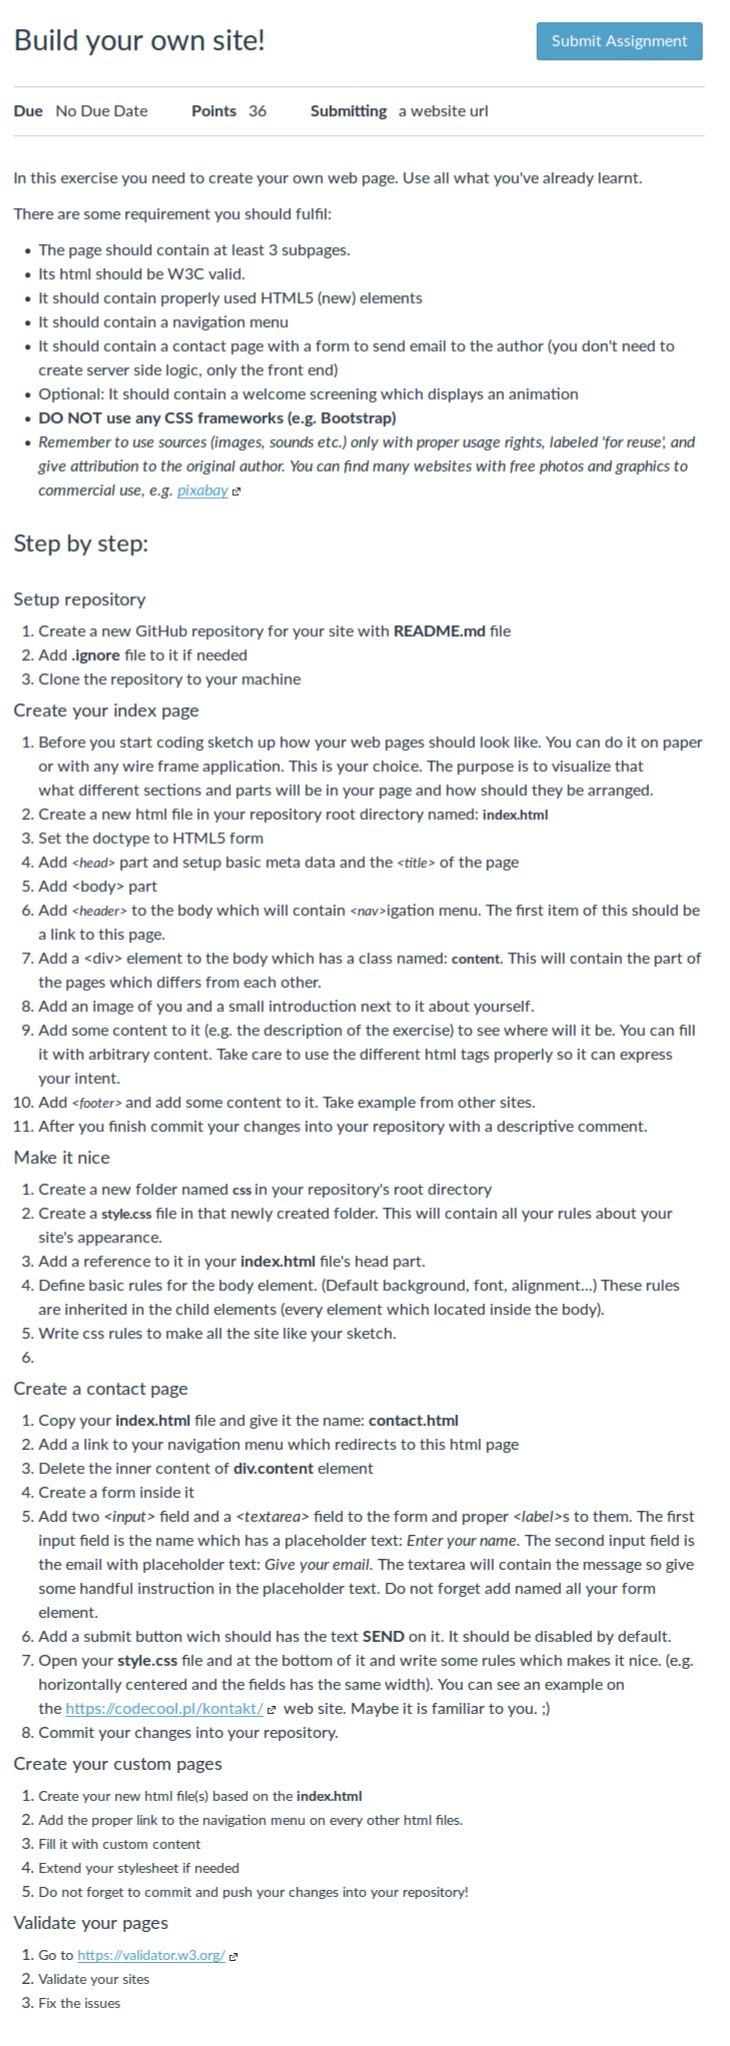 Build your own site!
Submit Assignment
Due No Due Date Points 36 Submitting a website url
In this exercise you need to create your own web page. Use all what you've already learnt.
There are some requirement you should fulfil:
• The page should contain at least 3 subpages.
• Its html should be W3C valid.
• It should contain properly used HTML5 (new) elements
• It should contain a navigation menu
• It should contain a contact page with a form to send email to the author (you don't need to
create server side logic, only the front end)
• Optional: It should contain a welcome screening which displays an animation
• DO NOT use any CSS frameworks (e.g. Bootstrap)
• Remember to use sources (images, sounds etc.) only with proper usage rights, labeled 'for reuse', and
give attribution to the original author. You can find many websites with free photos and graphics to
commercial use, e.g. pixabay
Step by step:
Setup repository
1. Create a new GitHub repository for your site with README.md file
2. Add .ignore file to it if needed
3. Clone the repository to your machine
Create your index page
1. Before you start coding sketch up how your web pages should look like. You can do it on paper
or with any wire frame application. This is your choice. The purpose is to visualize that
what different sections and parts will be in your page and how should they be arranged.
2. Create a new html file in your repository root directory named: index.html
3. Set the doctype to HTML5 form
4. Add <head> part and setup basic meta data and the <title> of the page
5. Add <body> part
6. Add <header> to the body which will contain <nav>igation menu. The first item of this should be
a link to this page.
7. Add a <div> element to the body which has a class named: content. This will contain the part of
the pages which differs from each other.
8. Add an image of you and a small introduction next to it about yourself.
9. Add some content to it (e.g. the description of the exercise) to see where will it be. You can fill
it with arbitrary content. Take care to use the different html tags properly so it can express
your intent.
10. Add <footer> and add some content to it. Take example from other sites.
11. After you finish commit your changes into your repository with a descriptive comment.
Make it nice
1. Create a new folder named css in your repository's root directory
2. Create a style.css file in that newly created folder. This will contain all your rules about your
site's appearance.
3. Add a reference to it in your index.html file's head part.
4. Define basic rules for the body element. (Default background, font, alignment...) These rules
are inherited in the child elements (every element which located inside the body).
5. Write css rules to make all the site like your sketch.
6.
Create a contact page
1. Copy your index.html file and give it the name: contact.html
2. Add a link to your navigation menu which redirects to this html page
3. Delete the inner content of div.content element
4. Create a form inside it
5. Add two <input> field and a <textarea> field to the form and proper <label>s to them. The first
input field is the name which has a placeholder text: Enter your name. The second input field is
the email with placeholder text: Give your email. The textarea will contain the message so give
some handful instruction in the placeholder text. Do not forget add named all your form
element.
6. Add a submit button wich should has the text SEND on it. It should be disabled by default.
7. Open your style.css file and at the bottom of it and write some rules which makes it nice. (e.g.
horizontally centered and the fields has the same width). You can see an example on
the https://codecool.pl/kontakt/ web site. Maybe it is familiar to you. ;)
8. Commit your changes into your repository.
Create your custom pages
1. Create your new html file(s) based on the index.html
2. Add the proper link to the navigation menu on every other html files.
3. Fill it with custom content
4. Extend your stylesheet if needed
5. Do not forget to commit and push your changes into your repository!
Validate your pages
1. Go to https://validator.w3.org/
2. Validate your sites
3. Fix the issues